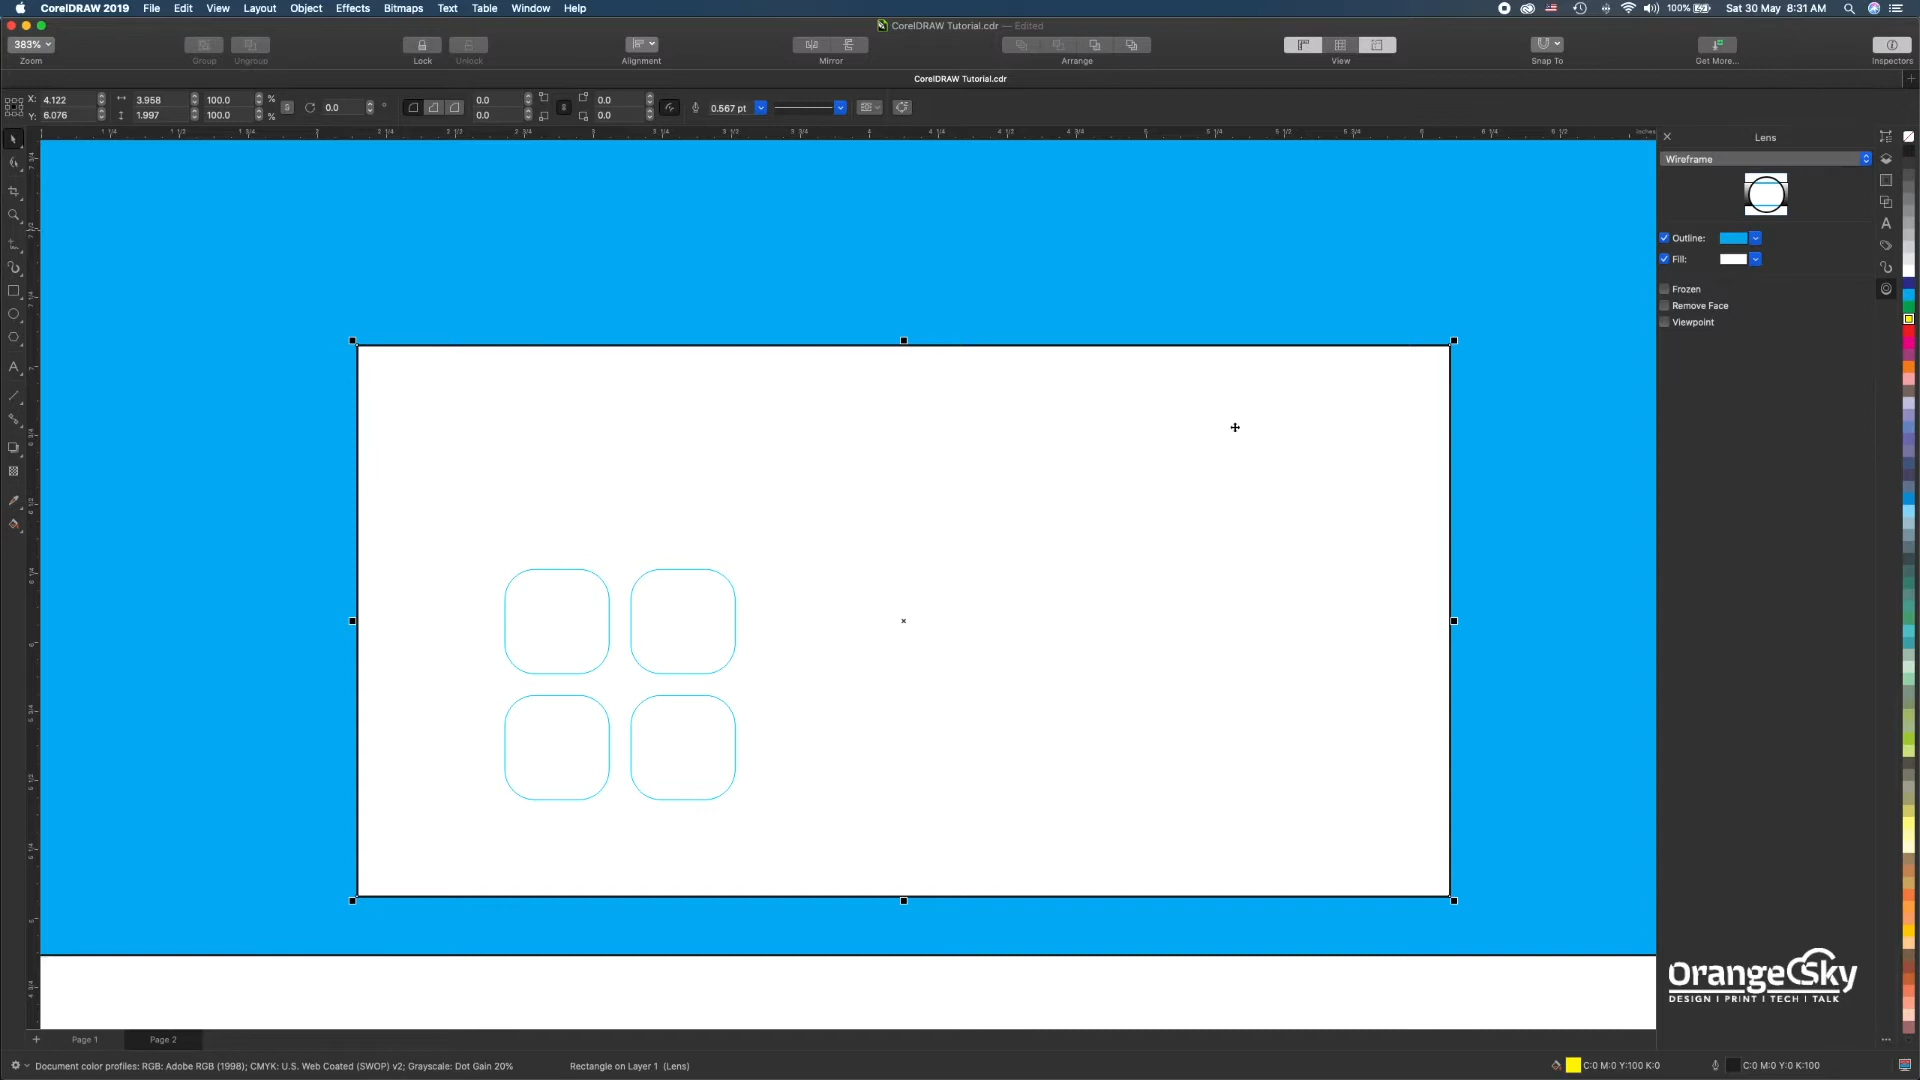 CorelDRAW 2019 File Edit View Layout Object Effects Bitmaps Text Table Window Help 100% Sat 30 May 8:31 AM
CorelDRAW Tutorial.cdr — Edited
383%
Zoom Group Ungroup Lock Unlock Alignment Mirror Arrange View Snap To Get More... Inspectors
CorelDRAW Tutorial.cdr
X: 4.122 3.958 100.0 % 0.0 ° 0.0 0.0 0.567 pt
Y: 6.076 1.997 100.0 % 0.0 0.0
Lens
Wireframe
Outline:
Fill:
Frozen
Remove Face
Viewpoint
OrangeSky
DESIGN | PRINT | TECH | TALK
Page 1 Page 2
Document color profiles: RGB: Adobe RGB (1998); CMYK: U.S. Web Coated (SWOP) v2; Grayscale: Dot Gain 20% Rectangle on Layer 1 (Lens) C:0 M:0 Y:100 K:0 C:0 M:0 Y:0 K:100